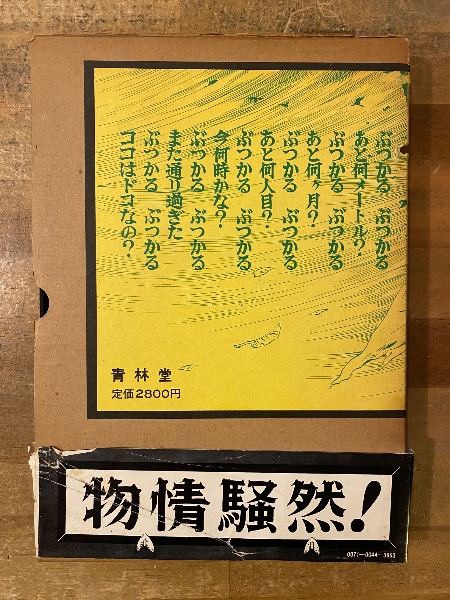 ぶつかる ぶつかる
あと何メートル？
ぶつかる ぶつかる
あと何ヶ月？
ぶつかる ぶつかる
あと何人目？
ぶつかる ぶつかる
今何時かな？
ぶつかる ぶつかる
また通り過ぎた
ぶつかる ぶつかる
ココはドコなの？
青林堂
定価2800円
物情騒然！
0071-0044-3863